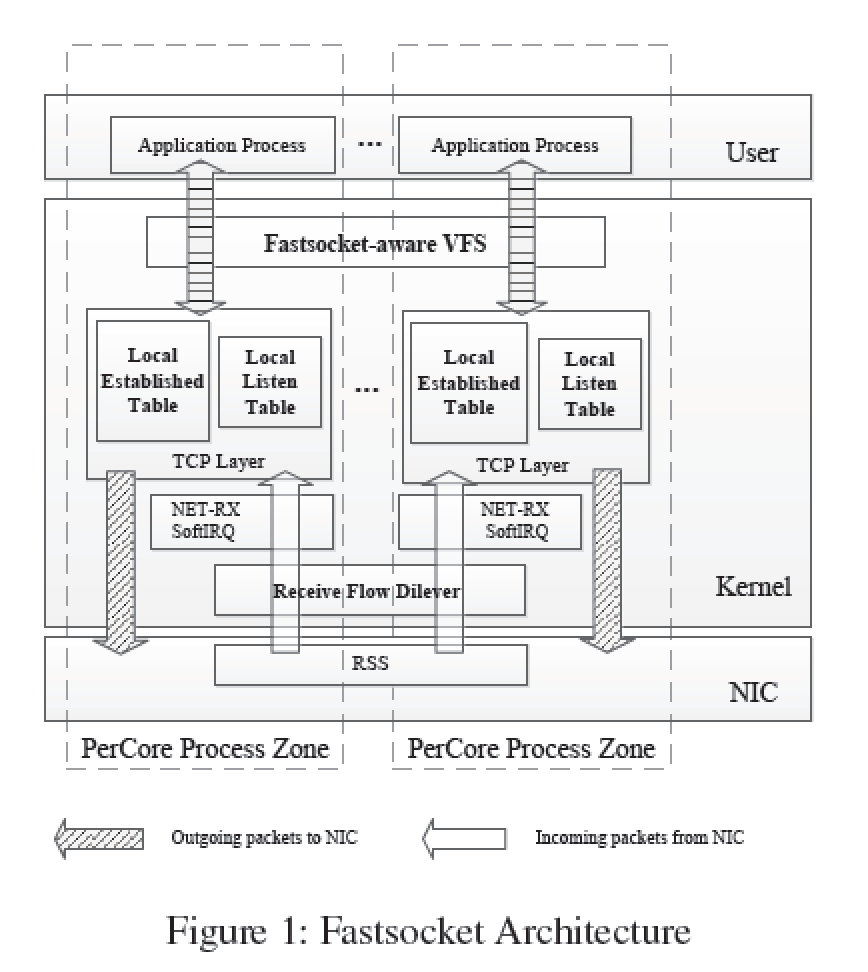 Application Process
...
Application Process
User
Fastsocket-aware VFS
Local
Established
Table
Local
Listen
Table
TCP Layer
...
Local
Established
Table
Local
Listen
Table
TCP Layer
NET-RX
SoftIRQ
NET-RX
SoftIRQ
Receive Flow Dilever
Kernel
RSS
NIC
PerCore Process Zone
PerCore Process Zone
Outgoing packets to NIC
Incoming packets from NIC
Figure 1: Fastsocket Architecture